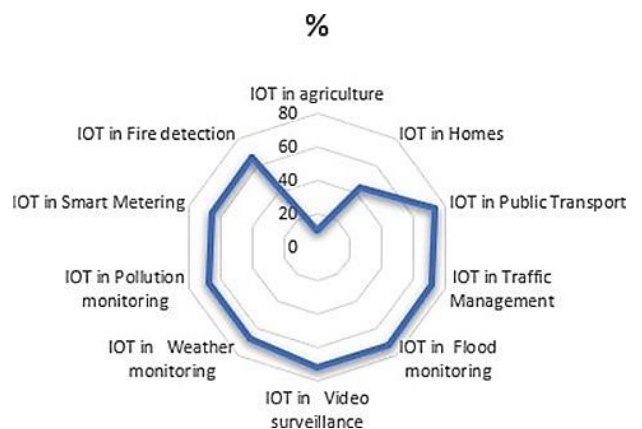 %
IOT in agriculture
80
IOT in Fire detection
IOT in Homes
60
40
IOT in Smart Metering
IOT in Public Transport
20
0
IOT in Pollution
monitoring
IOT in Traffic
Management
IOT in Weather
monitoring
IOT in Flood
monitoring
IOT in Video
surveillance